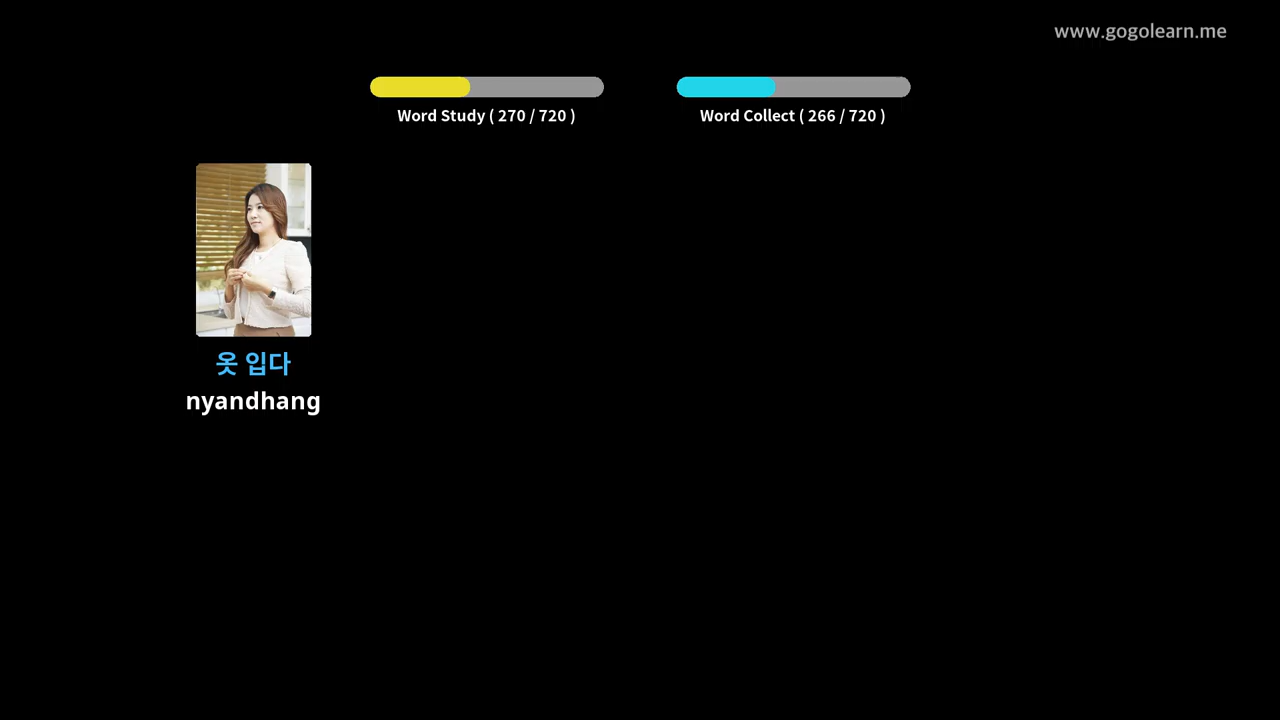 www.gogolearn.me
Word Study ( 270 / 720 )
Word Collect ( 266 / 720 )
옷 입다
nyandhang